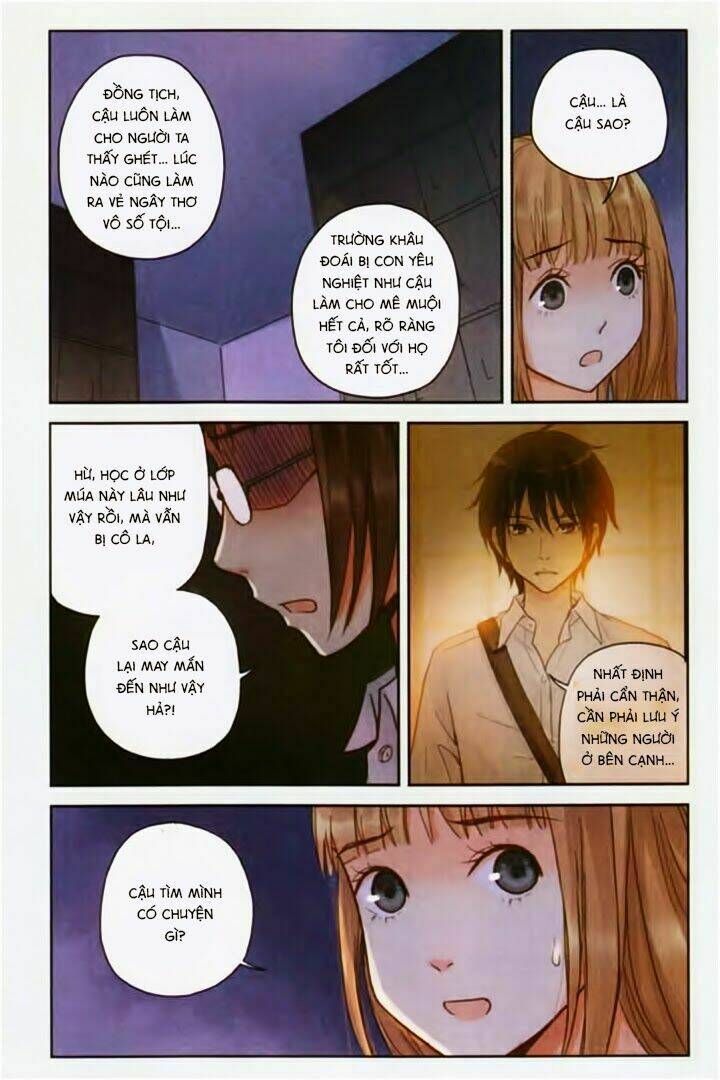 ĐỒNG TỊCH,
CẬU LUÔN LÀM
CHO NGƯỜI TA
THẤY GHÉT... LÚC
NÀO CŨNG LÀM
RA VẺ NGÂY THƠ
VÔ SỐ TỘI...
TRƯỜNG KHÂU
ĐOÁI BỊ CON YÊU
NGHIỆT NHƯ CẬU
LÀM CHO MÊ MUỘI
HẾT CẢ, RÕ RÀNG
TÔI ĐỐI VỚI HỌ
RẤT TỐT...
CẬU... LÀ
CẬU SAO?
HỪ, HỌC Ở LỚP
MÚA NÀY LÂU NHƯ
VẬY RỒI, MÀ VẪN
BỊ CÔ LA,
SAO CẬU
LẠI MAY MẮN
ĐẾN NHƯ VẬY
HẢ?!
NHẤT ĐỊNH
PHẢI CẨN THẬN,
CẦN PHẢI LƯU Ý
NHỮNG NGƯỜI
Ở BÊN CẠNH...
CẬU TÌM MÌNH
CÓ CHUYỆN
GÌ?